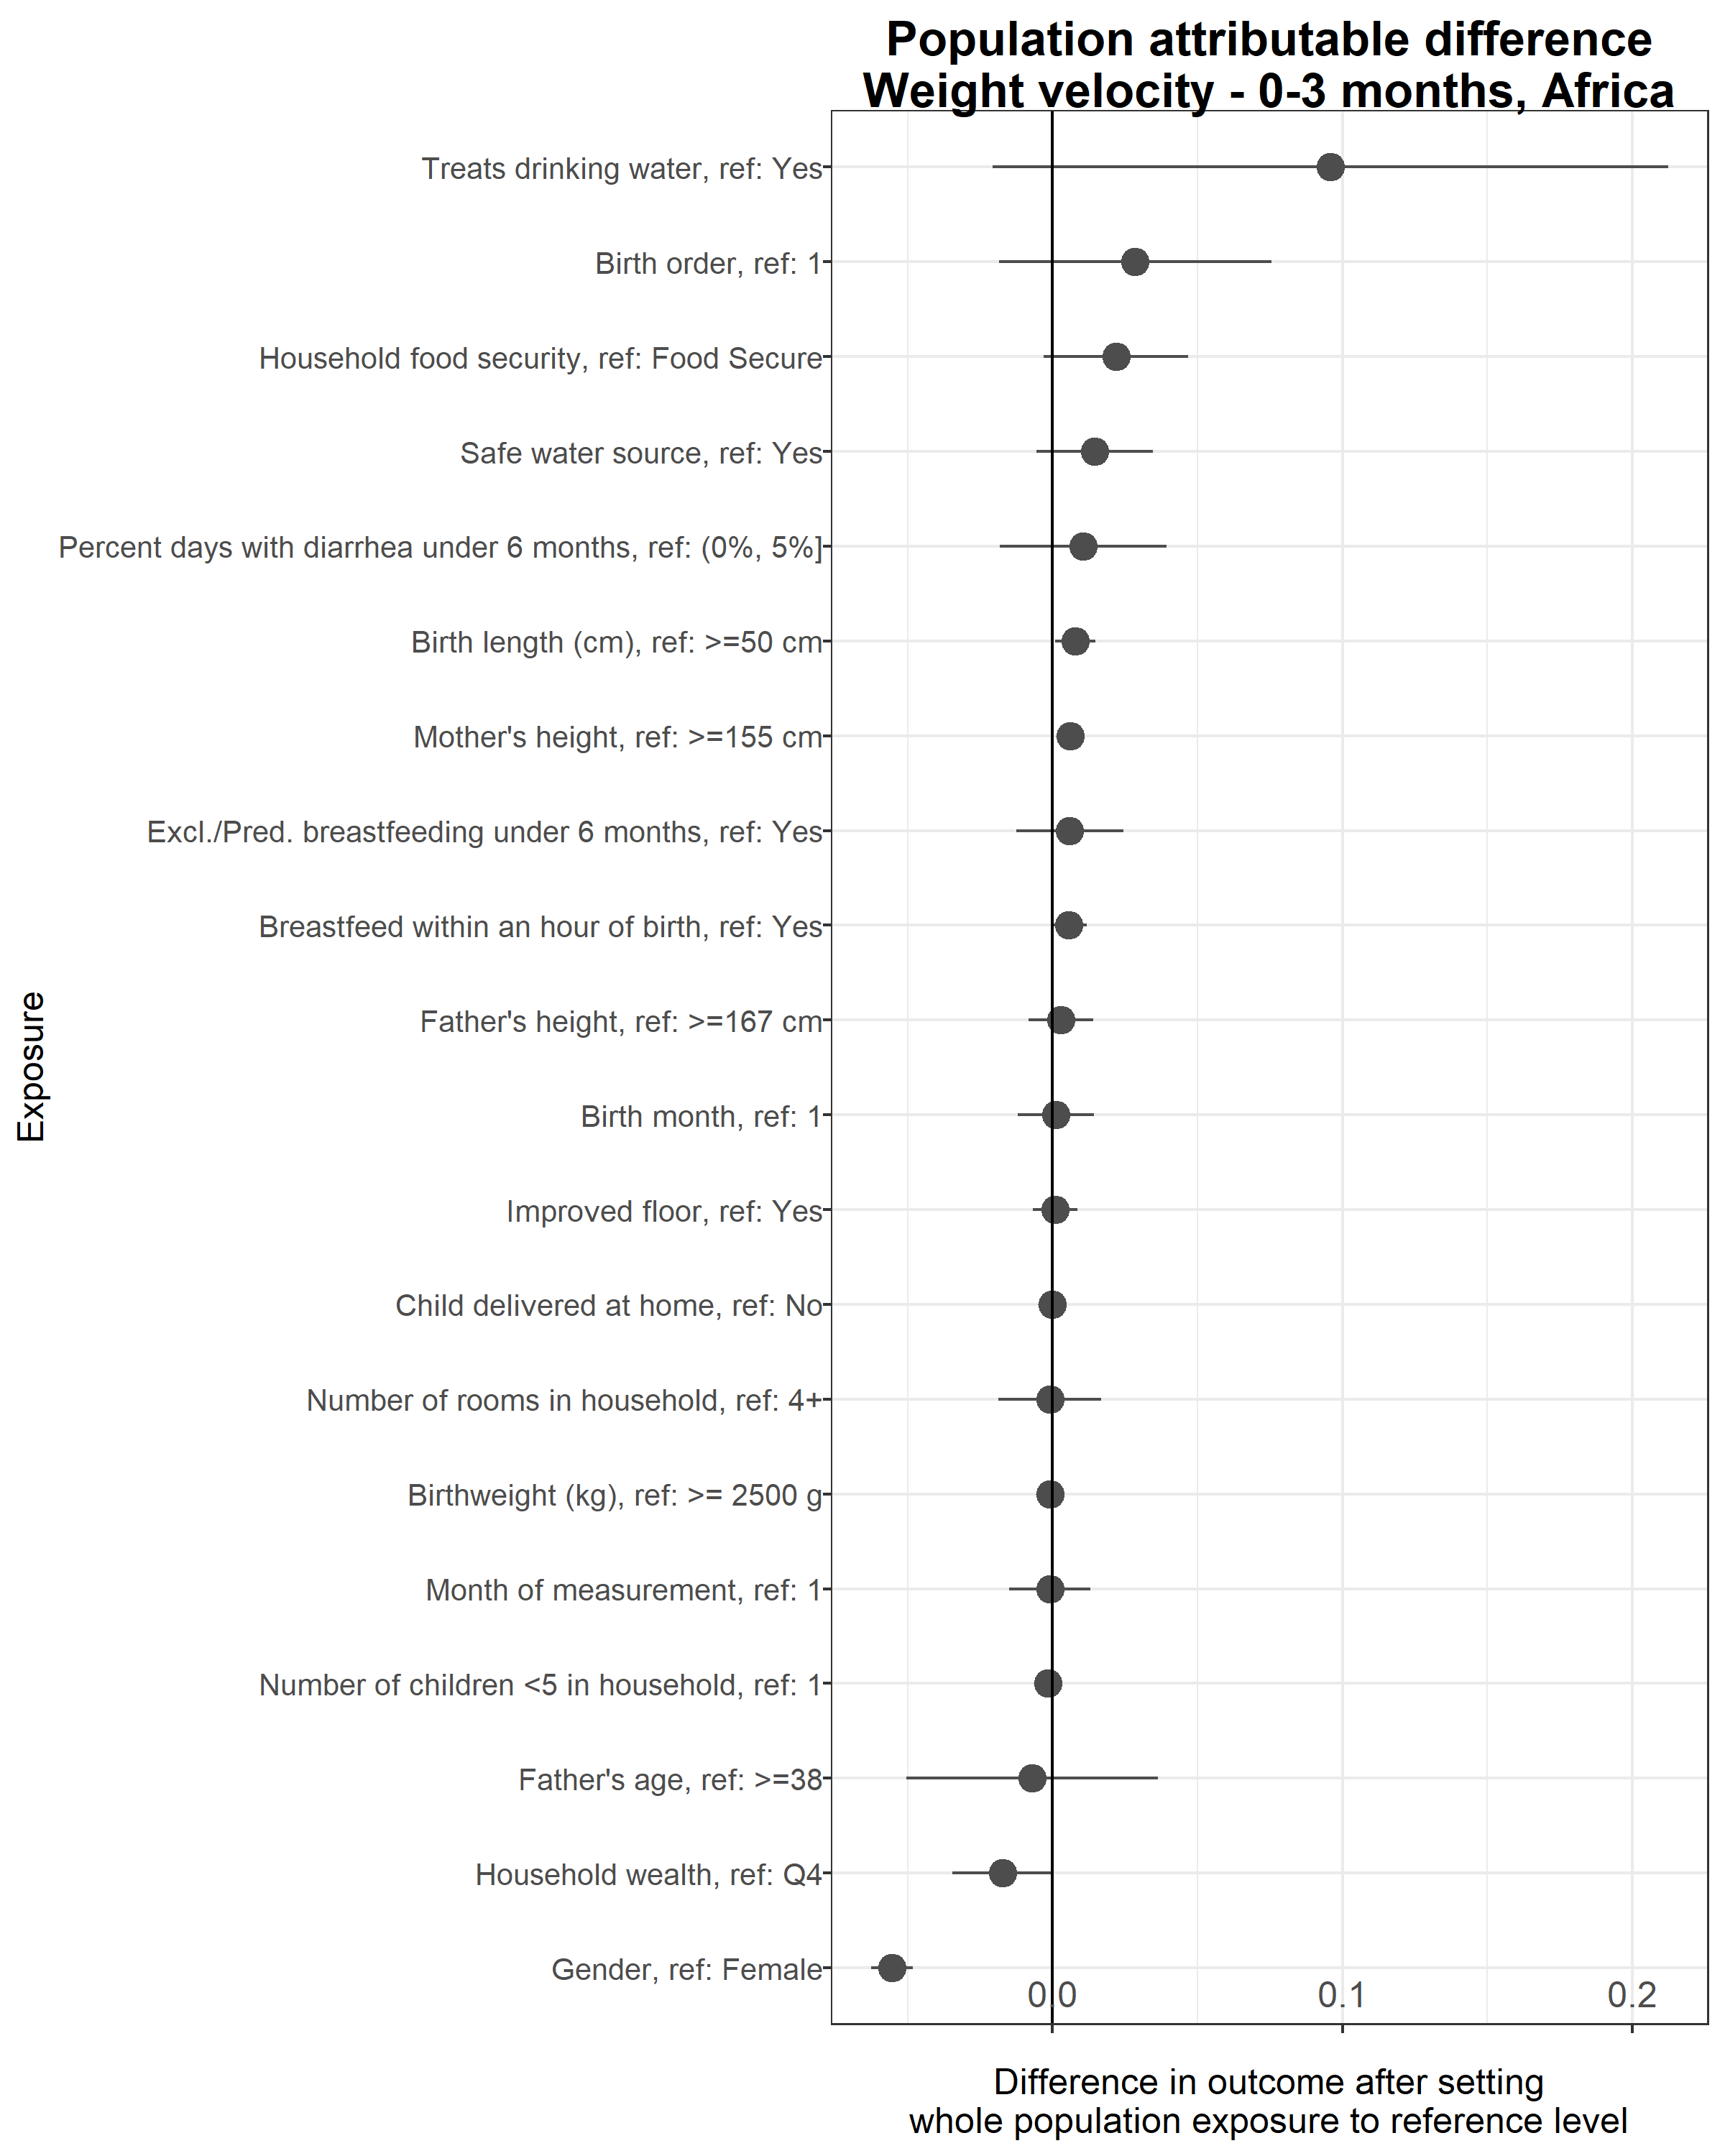 Population attributable difference
Weight velocity - 0-3 months, Africa
Treats drinking water, ref: Yes
Birth order, ref: 1
Household food security, ref: Food Secure
Safe water source, ref: Yes
Percent days with diarrhea under 6 months, ref: (0%, 5%]
Birth length (cm), ref: >=50 cm
Mother's height, ref: >=155 cm
Excl./Pred. breastfeeding under 6 months, ref: Yes
Breastfeed within an hour of birth, ref: Yes
Father's height, ref: >=167 cm
Birth month, ref: 1
Improved floor, ref: Yes
Child delivered at home, ref: No
Number of rooms in household, ref: 4+
Birthweight (kg), ref: >= 2500 g
Month of measurement, ref: 1
Number of children <5 in household, ref: 1
Father's age, ref: >=38
Household wealth, ref: Q4
Gender, ref: Female
Exposure
0.0 0.1 0.2
Difference in outcome after setting
whole population exposure to reference level